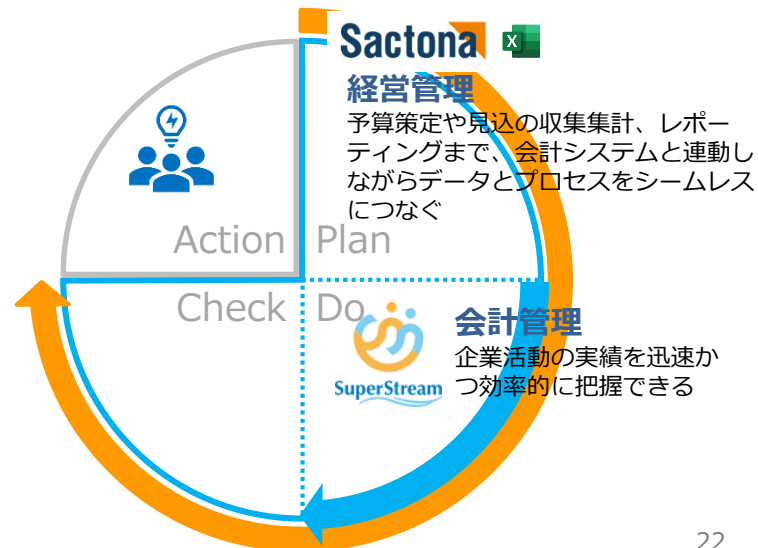 Sactona
経営管理
予算策定や見込の収集集計、レポー
ティングまで、会計システムと連動し
ながらデータとプロセスをシームレス
につなぐ
Action
Plan
Check
Do
会計管理
企業活動の実績を迅速か
つ効率的に把握できる
SuperStream
22